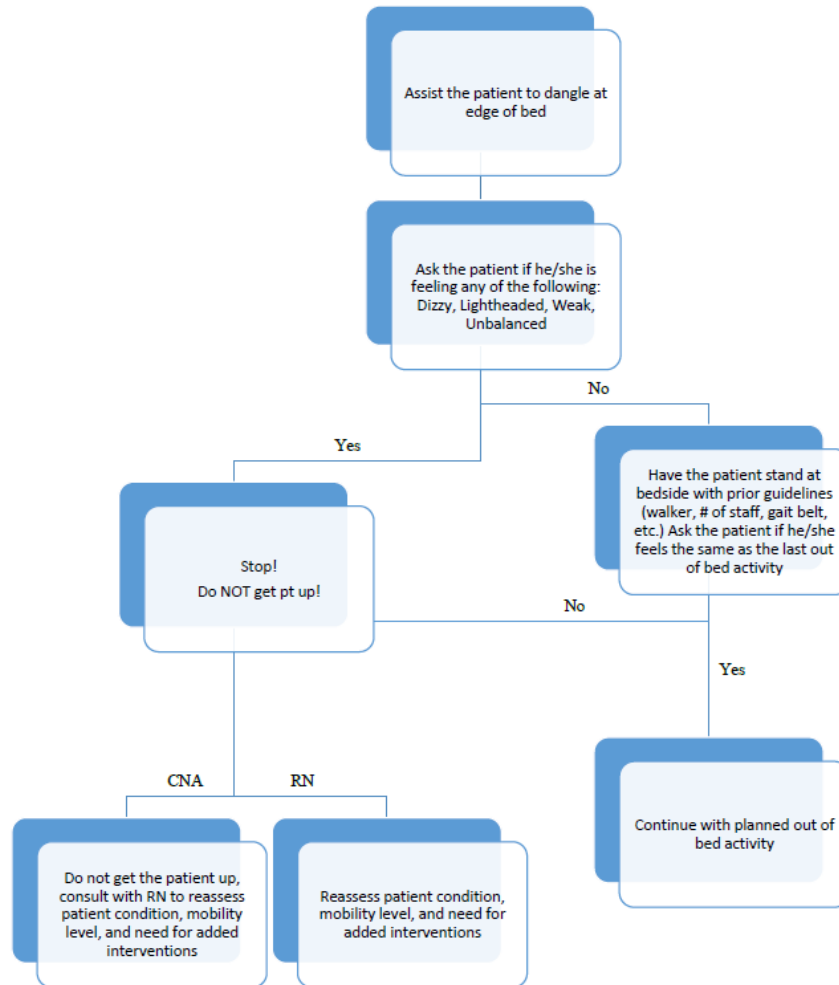 Assist the patient to dangle at
edge of bed
Ask the patient if he/she is
feeling any of the following:
Dizzy, Lightheaded, Weak,
Unbalanced
No
Yes
Have the patient stand at
bedside with prior guidelines
(walker, # of staff, gait belt,
etc.) Ask the patient if he/she
feels the same as the last out
of bed activity
Stop!
Do NOT get pt up!
No
Yes
CNA
RN
Continue with planned out of
bed activity
Do not get the patient up,
consult with RN to reassess
patient condition, mobility
level, and need for added
interventions
Reassess patient condition,
mobility level, and need for
added interventions